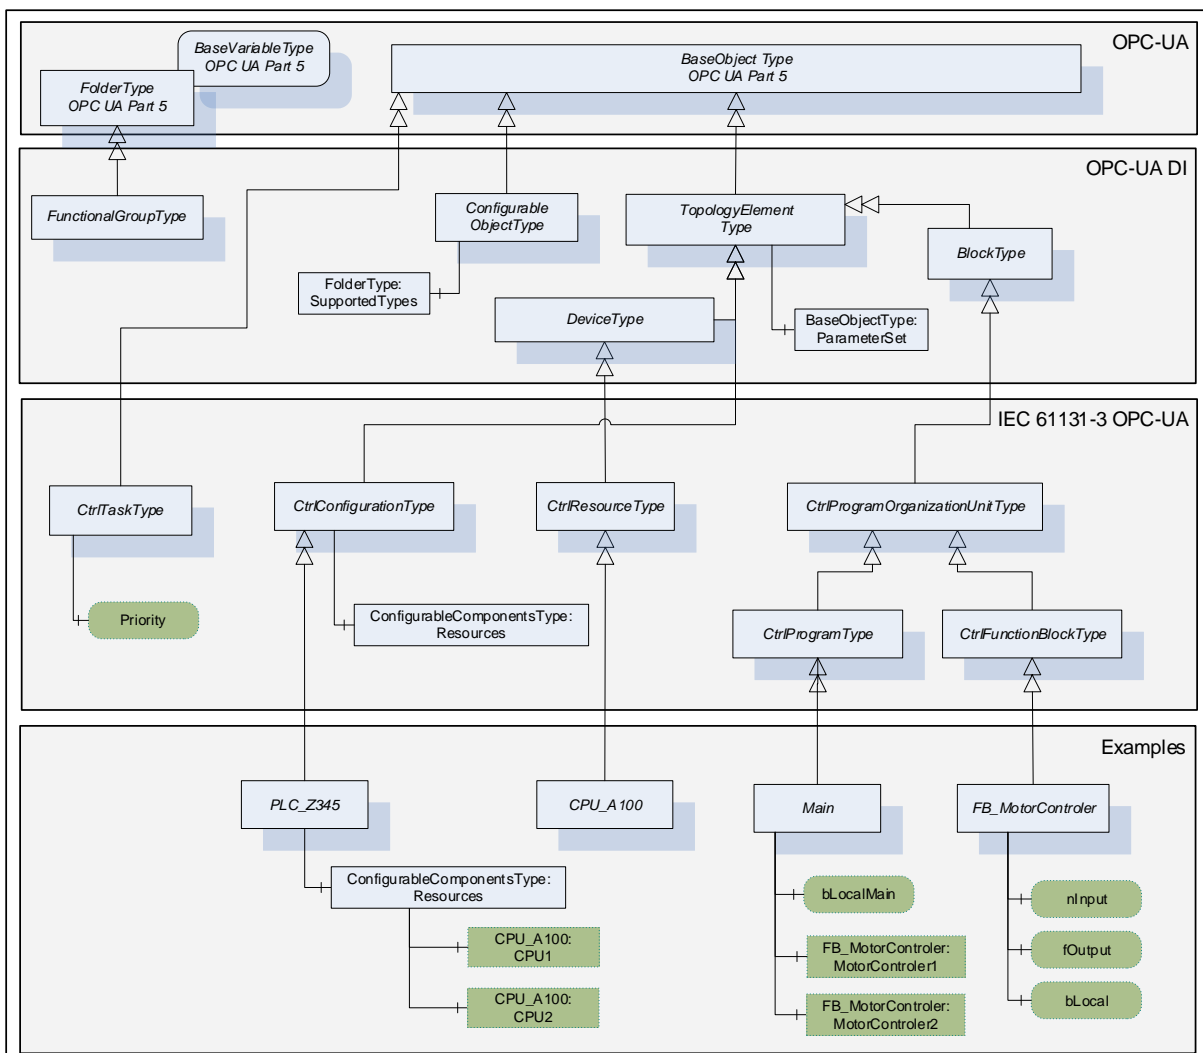 OPC-UA
BaseVariableType
OPC UA Part 5
FolderType
OPC UA Part 5
BaseObject Type
OPC UA Part 5
OPC-UA DI
FunctionalGroupType
Configurable
ObjectType
TopologyElement
Type
BlockType
FolderType:
SupportedTypes
DeviceType
BaseObjectType:
ParameterSet
IEC 61131-3 OPC-UA
CtrlTaskType
CtrlConfigurationType
CtrlResourceType
CtrlProgramOrganizationUnitType
Priority
ConfigurableComponentsType:
Resources
CtrlProgramType
CtrlFunctionBlockType
Examples
PLC_Z345
CPU_A100
Main
FB_MotorControler
ConfigurableComponentsType:
Resources
bLocalMain
nInput
CPU_A100:
CPU1
FB_MotorControler:
MotorControler1
fOutput
CPU_A100:
CPU2
FB_MotorControler:
MotorControler2
bLocal